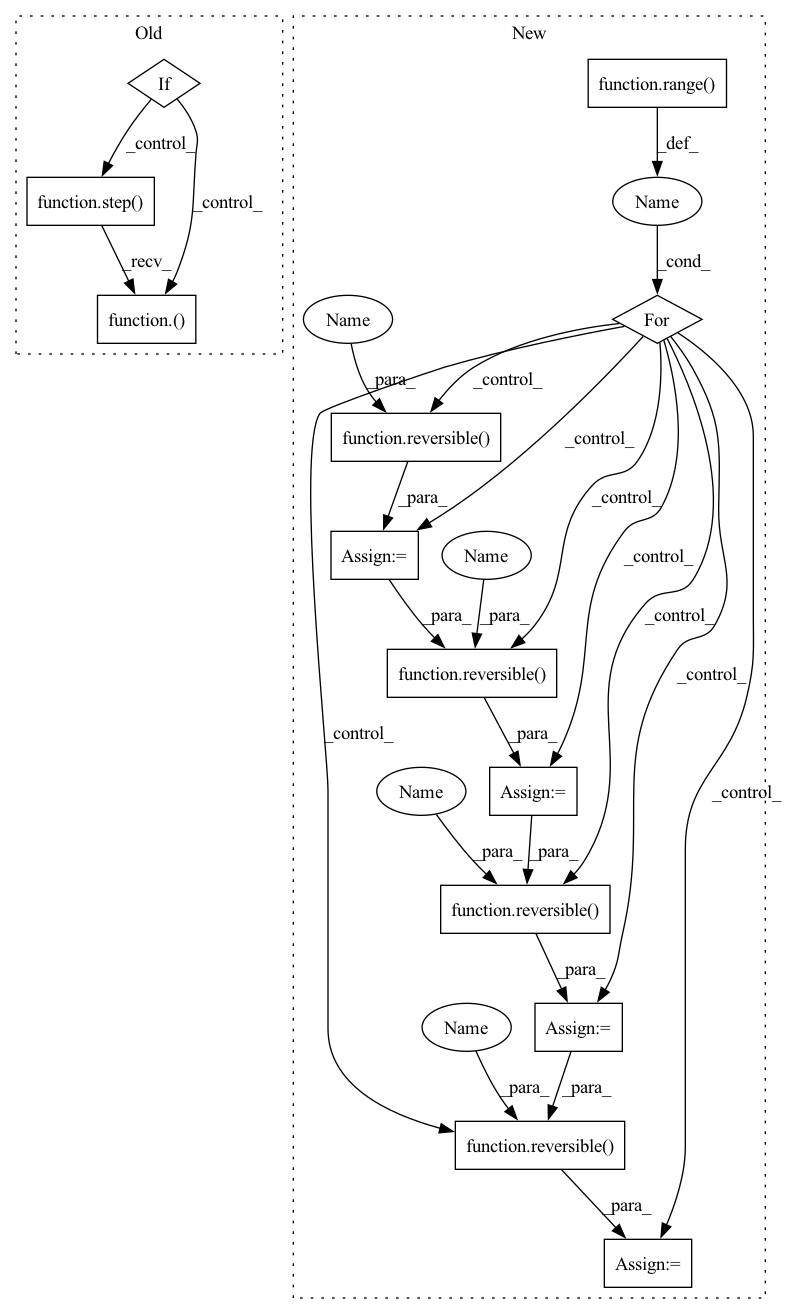 Old
New
If
function.range()
_control_
_def_
function.step()
Name
_control_
_recv_
_cond_
function.()
Name
For
_para_
_control_
function.reversible()
_control_
_para_
_control_
Assign:=
Name
_control_
_para_
_para_
_control_
function.reversible()
_control_
_control_
_para_
Name
Assign:=
_control_
_para_
_para_
function.reversible()
_para_
Name
Assign:=
_para_
_para_
function.reversible()
_para_
Assign:=